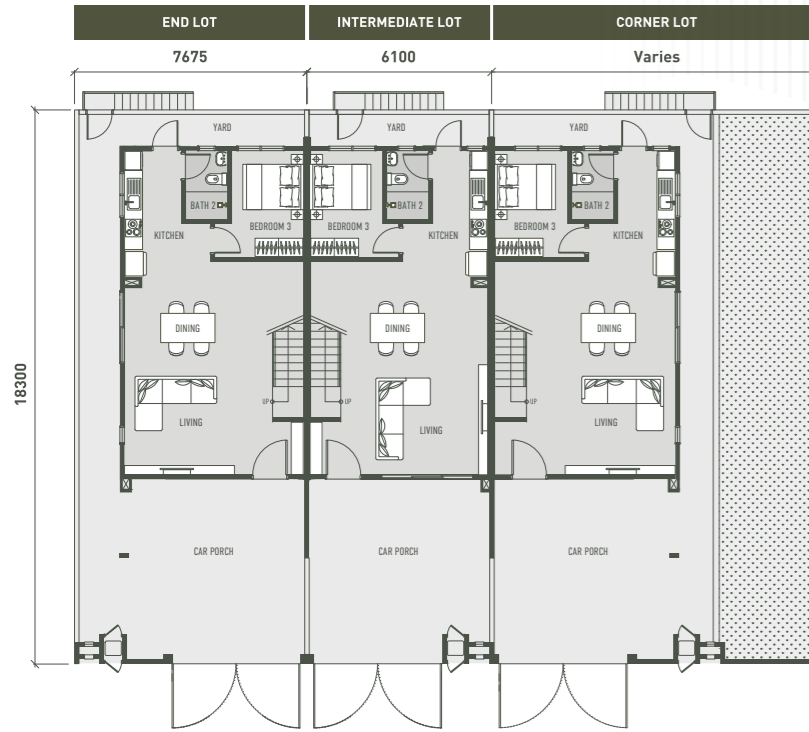 END LOT
INTERMEDIATE LOT
CORNER LOT
7675
6100
Varies
18300
YARD
YARD
YARD
BATH 2
BATH 2
BATH 2
BEDROOM 3
BEDROOM 3
BEDROOM 3
KITCHEN
KITCHEN
KITCHEN
DINING
DINING
DINING
UP
UP
UP
LIVING
LIVING
LIVING
CAR PORCH
CAR PORCH
CAR PORCH